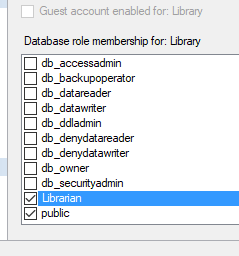 Guest account enabled for: Library
Database role membership for: Library
db_accessadmin
db_backupoperator
db_datareader
db_datawriter
db_ddladmin
db_denydatareader
db_denydatawriter
db_owner
db_securityadmin
Librarian
public